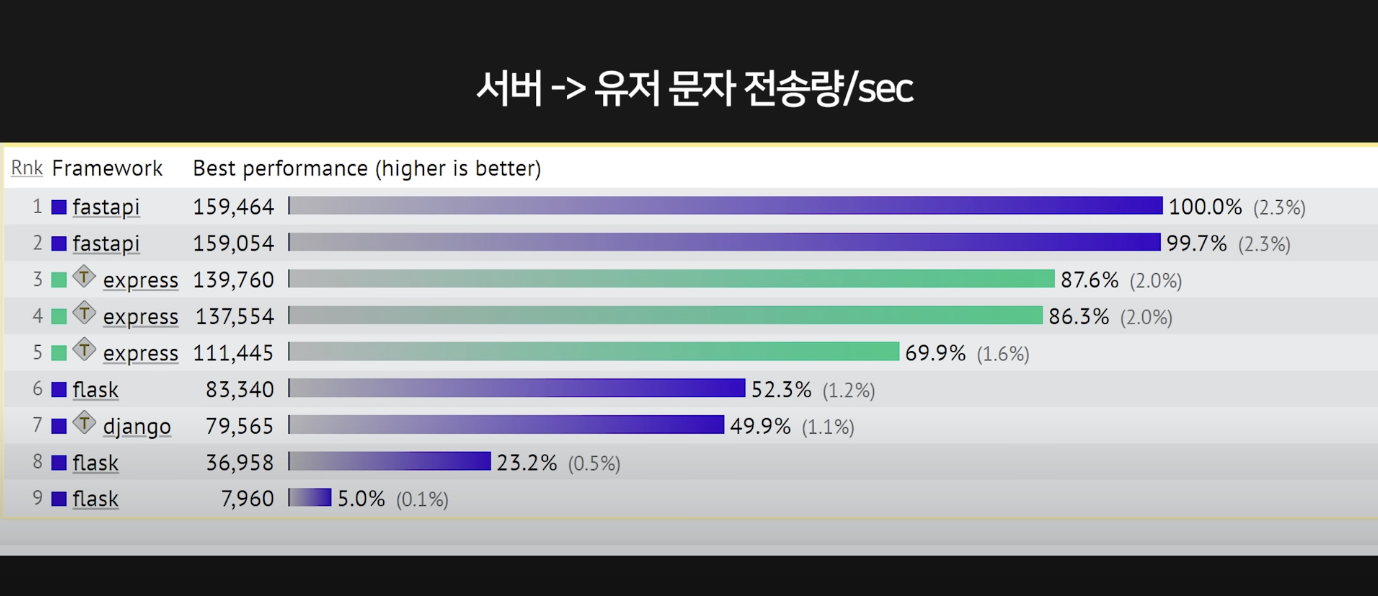 서버 -> 유저 문자 전송량/sec
Rnk Framework Best performance (higher is better)
1 fastapi 159,464 100.0% (2.3%)
2 fastapi 159,054 99.7% (2.3%)
3 T express 139,760 87.6% (2.0%)
4 T express 137,554 86.3% (2.0%)
5 T express 111,445 69.9% (1.6%)
6 flask 83,340 52.3% (1.2%)
7 T django 79,565 49.9% (1.1%)
8 flask 36,958 23.2% (0.5%)
9 flask 7,960 5.0% (0.1%)